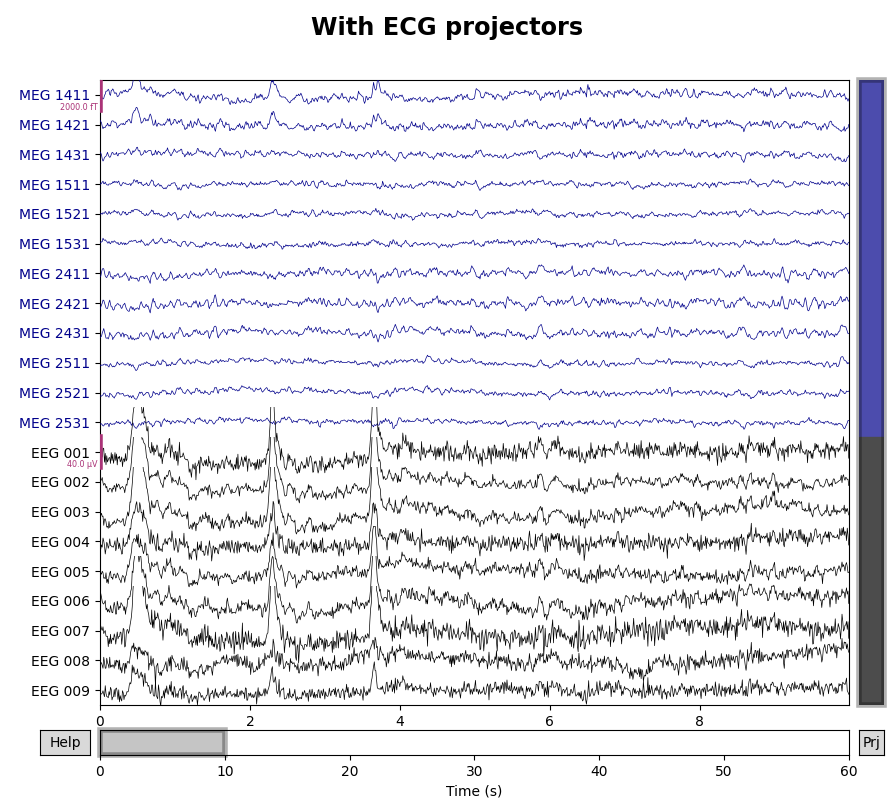 With ECG projectors
MEG 1411
2000.0 fT
MEG 1421
MEG 1431
MEG 1511
MEG 1521
MEG 1531
MEG 2411
MEG 2421
MEG 2431
MEG 2511
MEG 2521
MEG 2531
EEG 001
40.0 µV
EEG 002
EEG 003
EEG 004
EEG 005
EEG 006
EEG 007
EEG 008
EEG 009
0 2 4 6 8
Help Prj
0 10 20 30 40 50 60
Time (s)